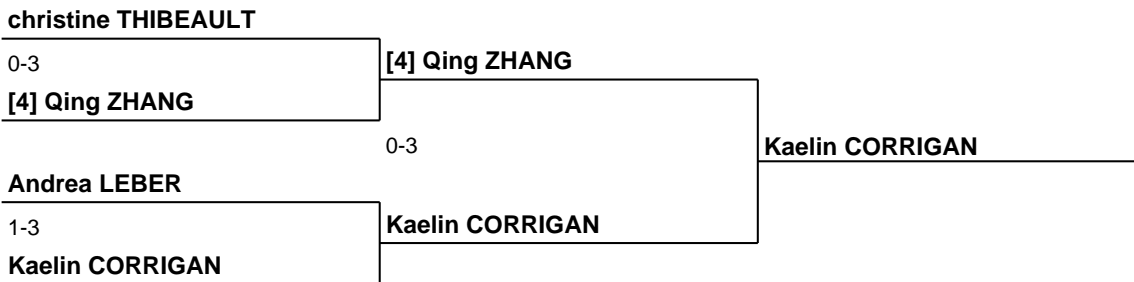 christine THIBEAULT
0-3
[4] Qing ZHANG
[4] Qing ZHANG
0-3
Kaelin CORRIGAN
Andrea LEBER
1-3
Kaelin CORRIGAN
Kaelin CORRIGAN